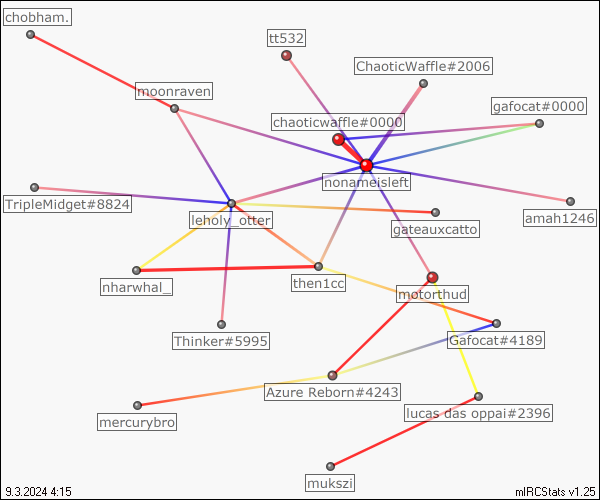 chobham.
tt532
ChaoticWaffle#2006
moonraven
gafocat#0000
chaoticwaffle#0000
nonameisleft
TripleMidget#8824
leholy_otter
amah1246
gateauxcatto
nharwhal_
then1cc
motorthud
Thinker#5995
Gafocat#4189
Azure Reborn#4243
lucas das oppai#2396
mercurybro
mukszi
9.3.2024 4:15
mIRCStats v1.25